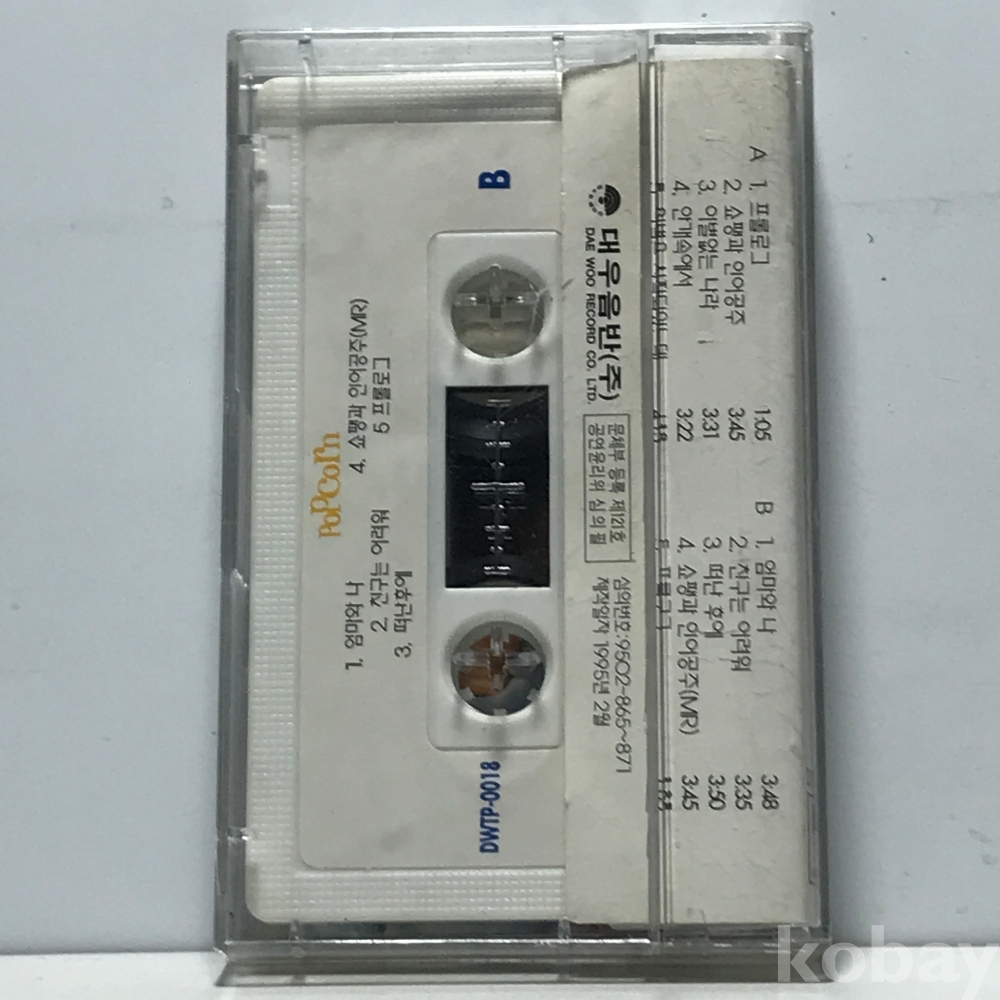 A 1. 프롤로그 1:05
2. 쇼팽과 인어공주 3:45
3. 이별없는 나라 3:31
4. 안개속에서 3:22
B 1. 엄마와 나 3:48
2. 친구는 어려워 3:35
3. 떠난 후에 3:50
4. 쇼팽과 인어공주(MR) 3:45
대우음반(주)
DAE WOO RECORD CO. LTD.
문체부 등록 제121호
공연윤리위 심의필
심의번호:9502-865~871
제작일자 1995년 2월
B
DWTP-0018
PoPCorn
1. 엄마와 나
2. 친구는 어려워
3. 떠난후에
4. 쇼팽과 인어공주(MR)
5 프롤로그
kobay